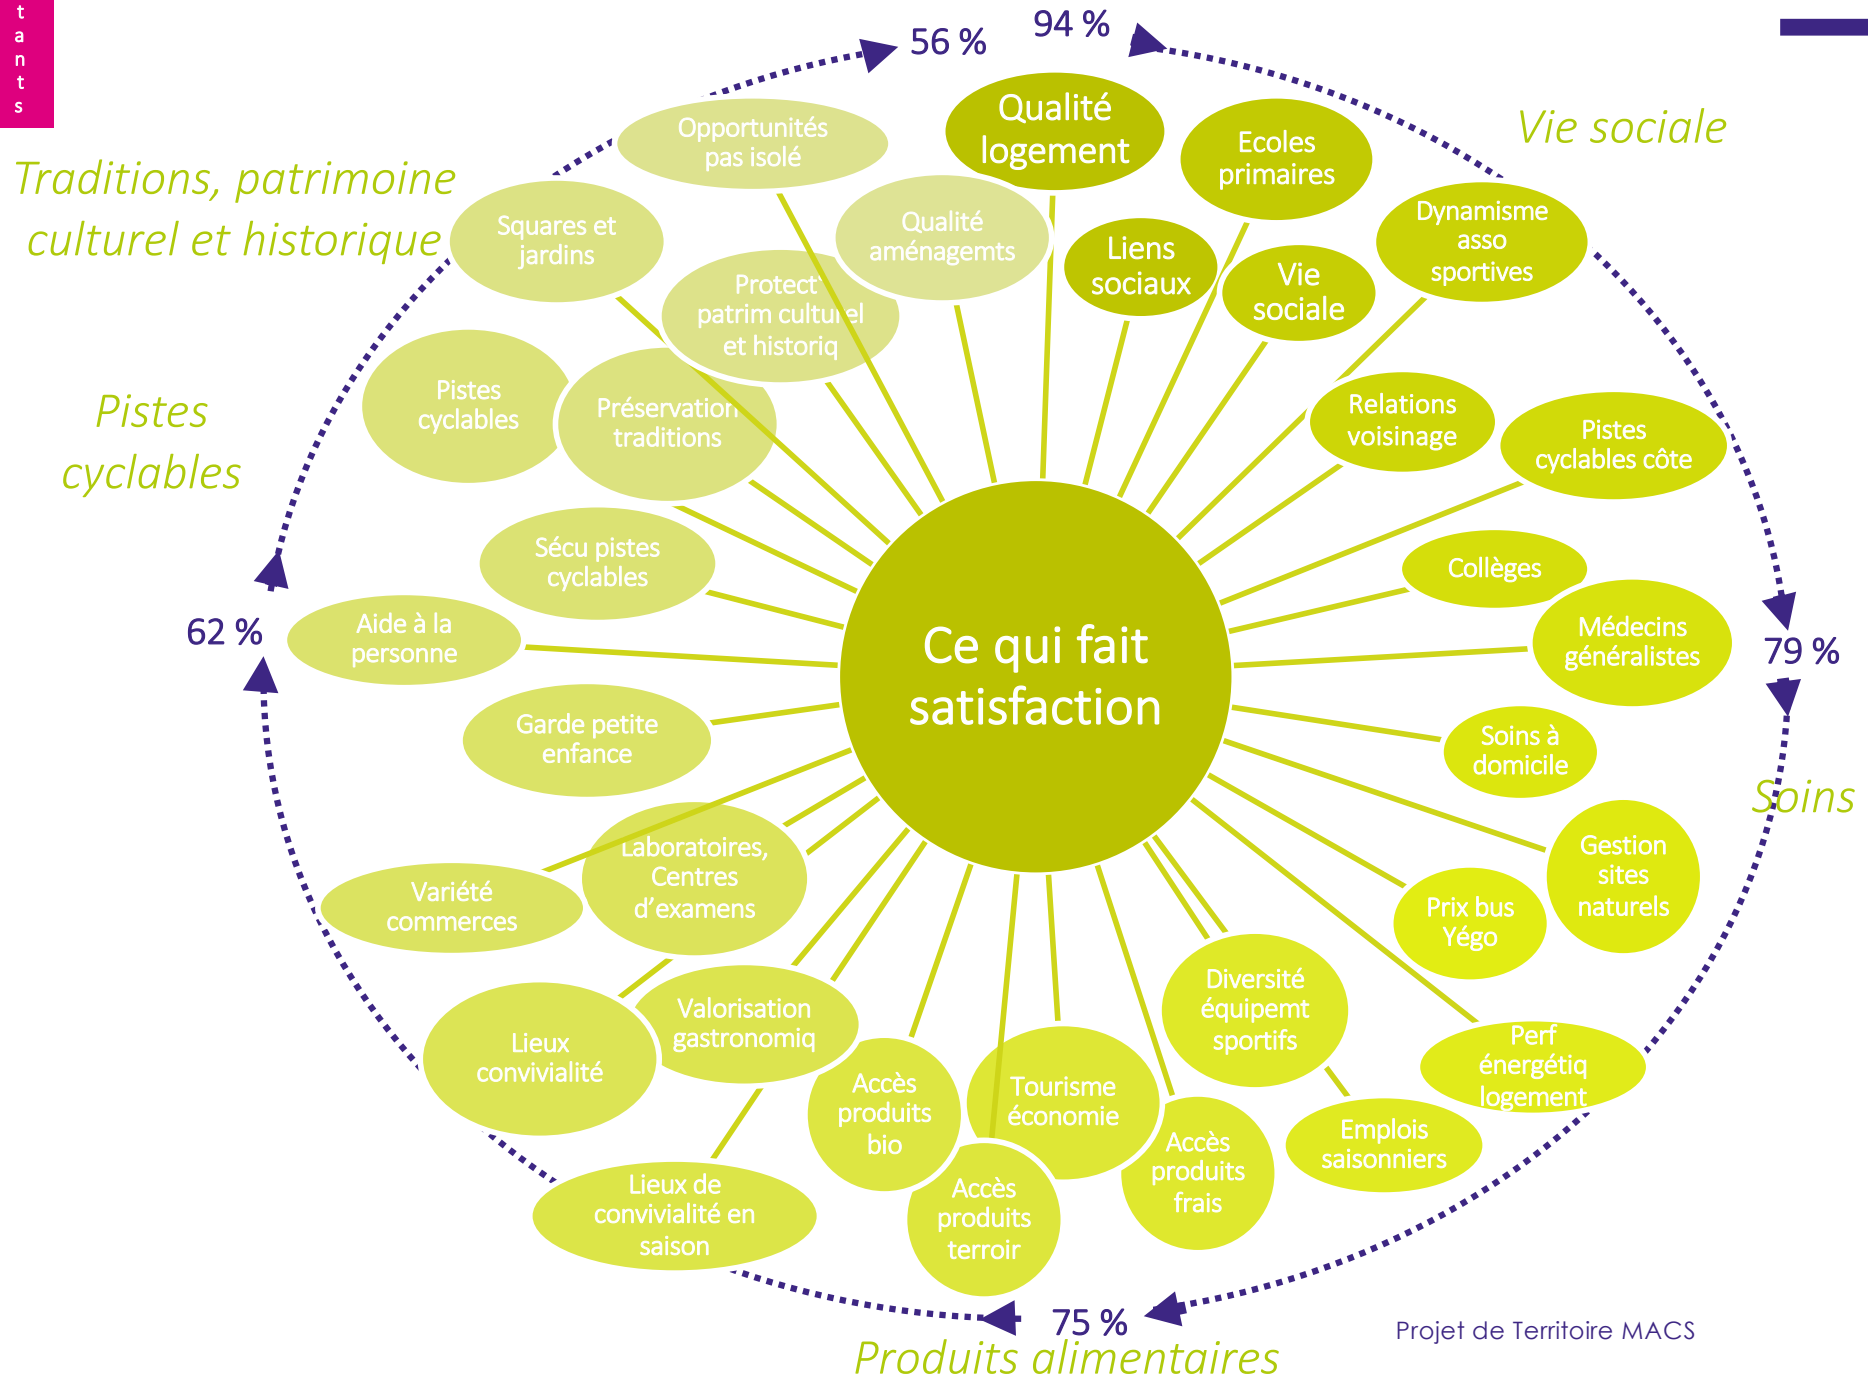 tants
56 %
94 %
Vie sociale
Traditions, patrimoine
culturel et historique
Pistes
cyclables
62 %
79 %
Soins
75 %
Produits alimentaires
Ce qui fait
satisfaction
Qualité
logement
Liens
sociaux
Ecoles
primaires
Vie
sociale
Dynamisme
asso
sportives
Relations
voisinage
Pistes
cyclables côte
Collèges
Médecins
généralistes
Soins à
domicile
Gestion
sites
naturels
Prix bus
Yégo
Perf
énergétiq
logement
Emplois
saisonniers
Diversité
équipemt
sportifs
Accès
produits
frais
Tourisme
économie
Accès
produits
terroir
Accès
produits
bio
Lieux de
convivialité en
saison
Valorisation
gastronomiq
Lieux
convivialité
Laboratoires,
Centres
d’examens
Variété
commerces
Garde petite
enfance
Aide à la
personne
Sécu pistes
cyclables
Préservation
traditions
Pistes
cyclables
Protect°
patrim culturel
et historiq
Squares et
jardins
Opportunités
pas isolé
Qualité
aménagemts
Projet de Territoire MACS